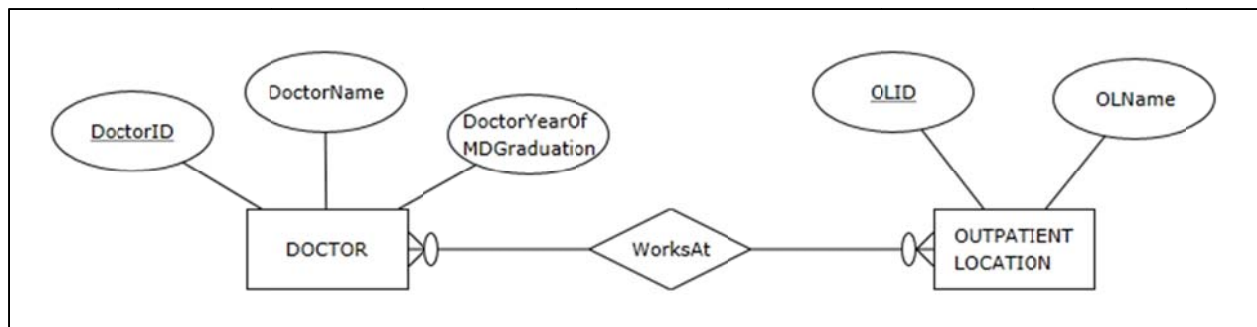 DoctorID
DoctorName
DoctorYearOf
MDGraduation
OLID
OLName
DOCTOR
WorksAt
OUTPATIENT
LOCATION